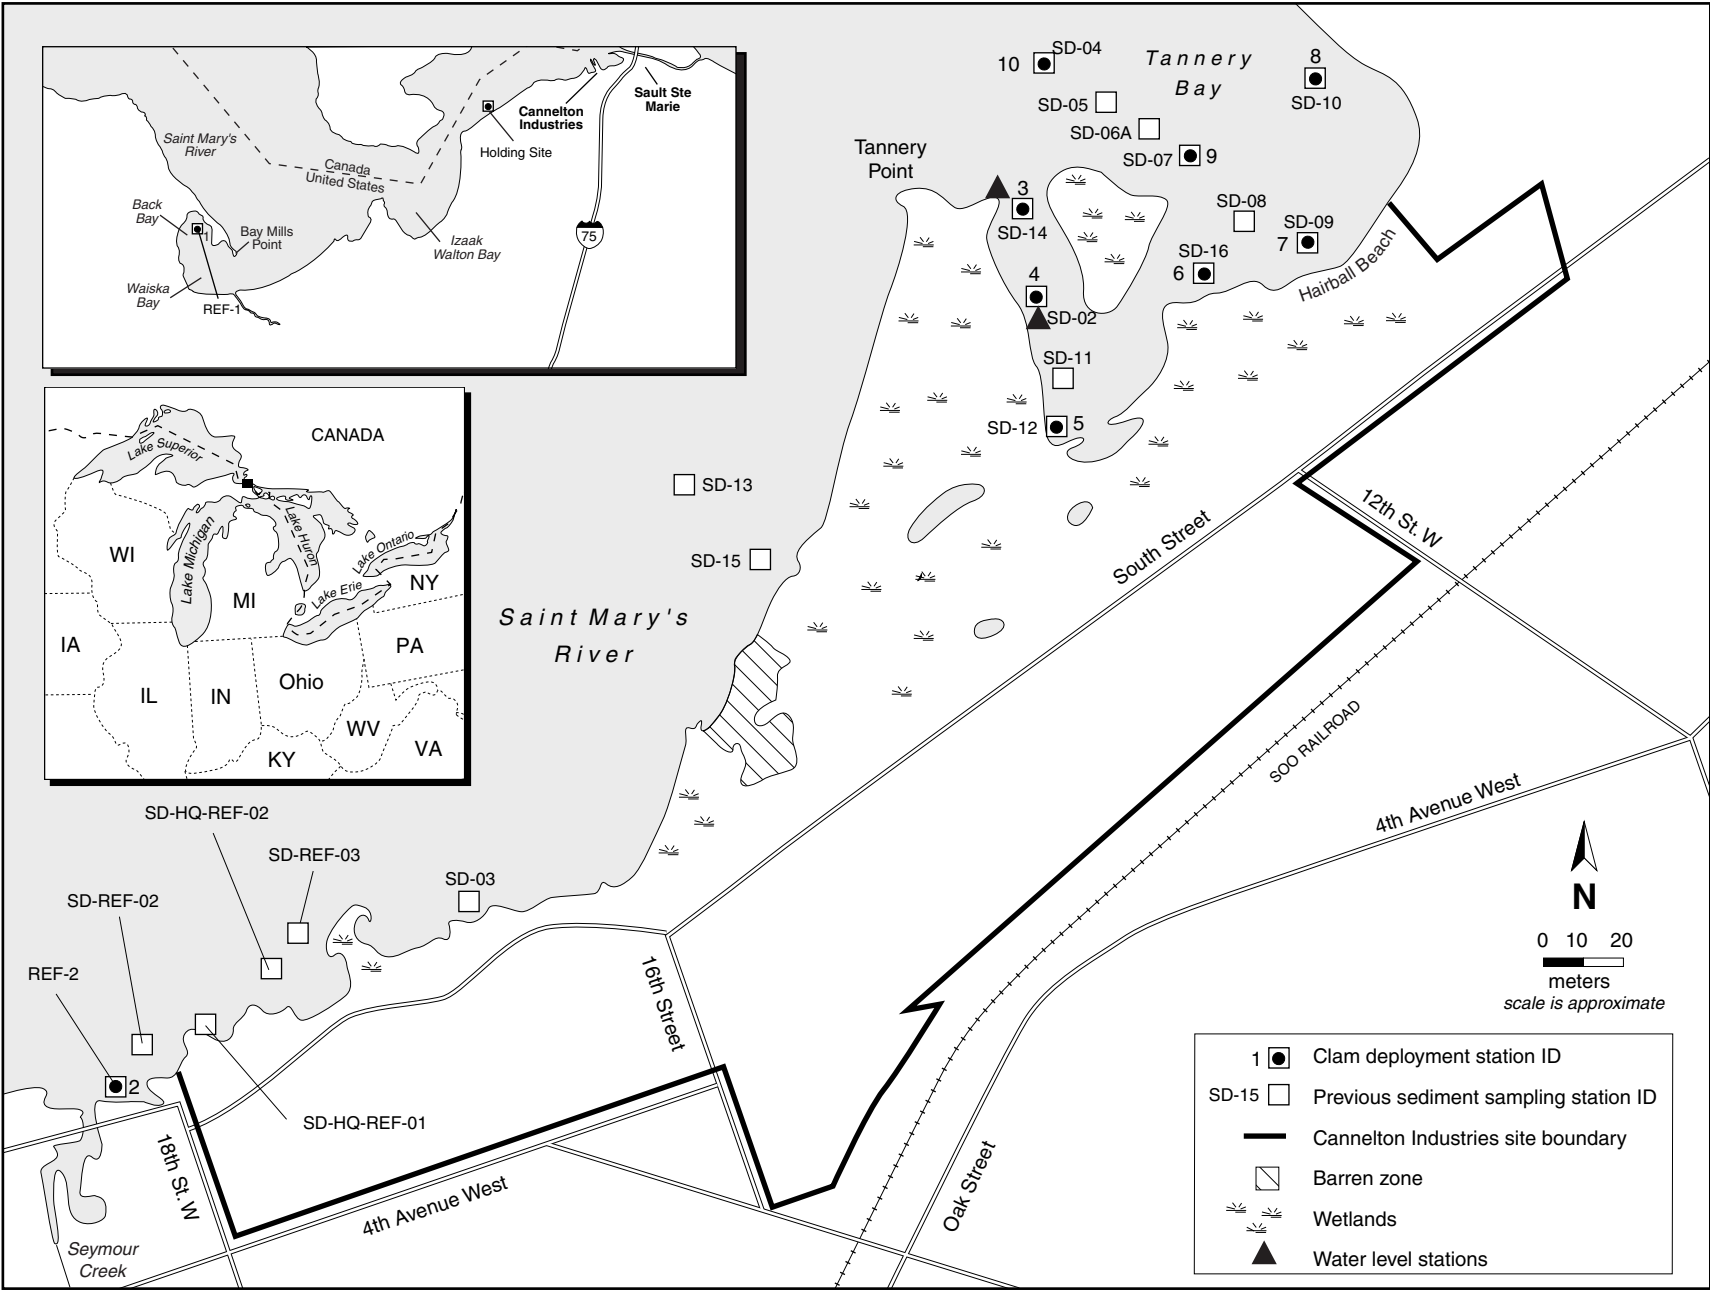 Sault Ste
Marie
Cannelton
Industries
Holding Site
Saint Mary's
River
Canada
United States
Back
Bay
1
Bay Mills
Point
Izaak
Walton Bay
75
Waiska
Bay
REF-1
CANADA
Lake Superior
Lake Michigan
Lake Huron
Lake Ontario
Lake Erie
WI
MI
NY
IA
PA
IL
IN
Ohio
WV
KY
VA
10
SD-04
Tannery
Bay
8
SD-10
SD-05
SD-06A
SD-07
9
Tannery
Point
3
SD-14
SD-08
SD-09
7
SD-16
6
Hairball Beach
4
SD-02
SD-11
SD-12
5
SD-13
SD-15
South Street
12th St. W
Saint Mary's
River
SOO RAILROAD
4th Avenue West
SD-HQ-REF-02
SD-REF-03
SD-03
SD-REF-02
REF-2
2
SD-HQ-REF-01
16th Street
18th St. W
4th Avenue West
Oak Street
Seymour
Creek
N
0 10 20
meters
scale is approximate
1 Clam deployment station ID
SD-15 Previous sediment sampling station ID
Cannelton Industries site boundary
Barren zone
Wetlands
Water level stations